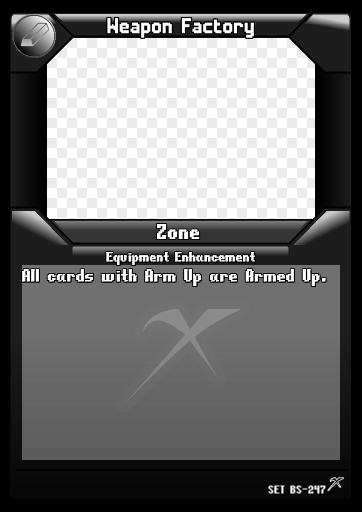 Weapon Factory
Zone
Equipment Enhancement
All cards with Arm Up are Armed Up.
SET BS-247